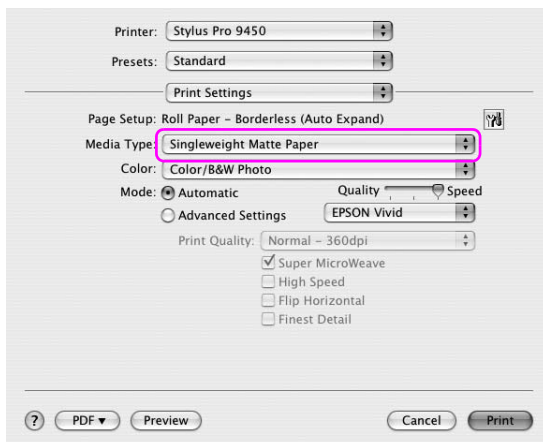 Printer: Stylus Pro 9450
Presets: Standard
Print Settings
Page Setup: Roll Paper – Borderless (Auto Expand)
Media Type: Singleweight Matte Paper
Color: Color/B&W Photo
Mode: Automatic Quality Speed
Advanced Settings EPSON Vivid
Print Quality: Normal – 360dpi
Super MicroWeave
High Speed
Flip Horizontal
Finest Detail
? PDF Preview Cancel Print